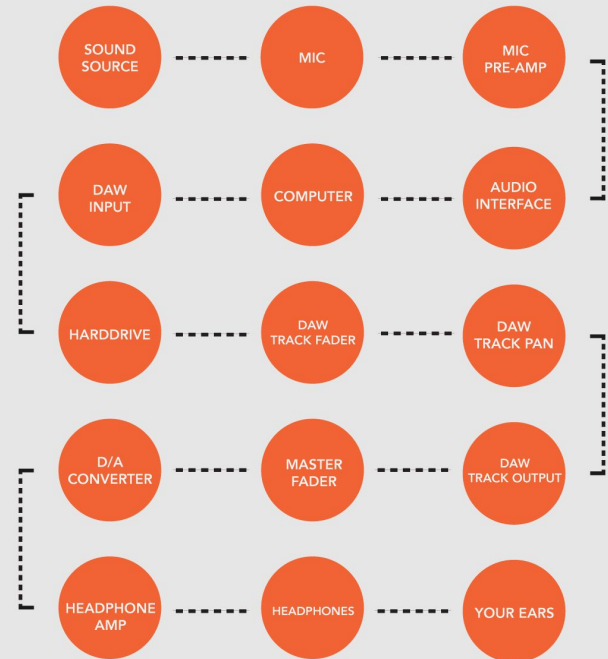 SOUND
SOURCE
MIC
MIC
PRE-AMP
DAW
INPUT
COMPUTER
AUDIO
INTERFACE
HARDDRIVE
DAW
TRACK FADER
DAW
TRACK PAN
D/A
CONVERTER
MASTER
FADER
DAW
TRACK OUTPUT
HEADPHONE
AMP
HEADPHONES
YOUR EARS